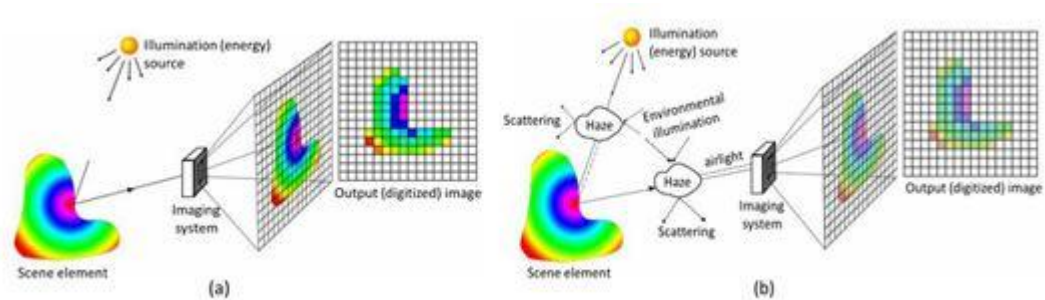 Illumination (energy)
source
Imaging
system
Output (digitized) image
Scene element
(a)
Illumination
(energy) source
Scattering
Haze
Environmental
illumination
Haze
airlight
Scattering
Imaging
system
Output (digitized) image
Scene element
(b)